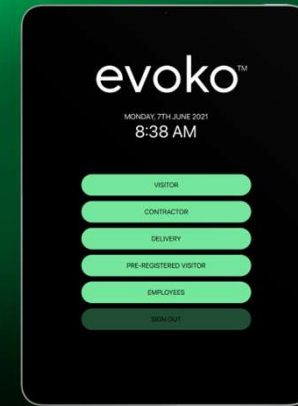 evoko™
MONDAY, 7TH JUNE 2021
8:38 AM
VISITOR
CONTRACTOR
DELIVERY
PRE-REGISTERED VISITOR
EMPLOYEES
SIGN OUT